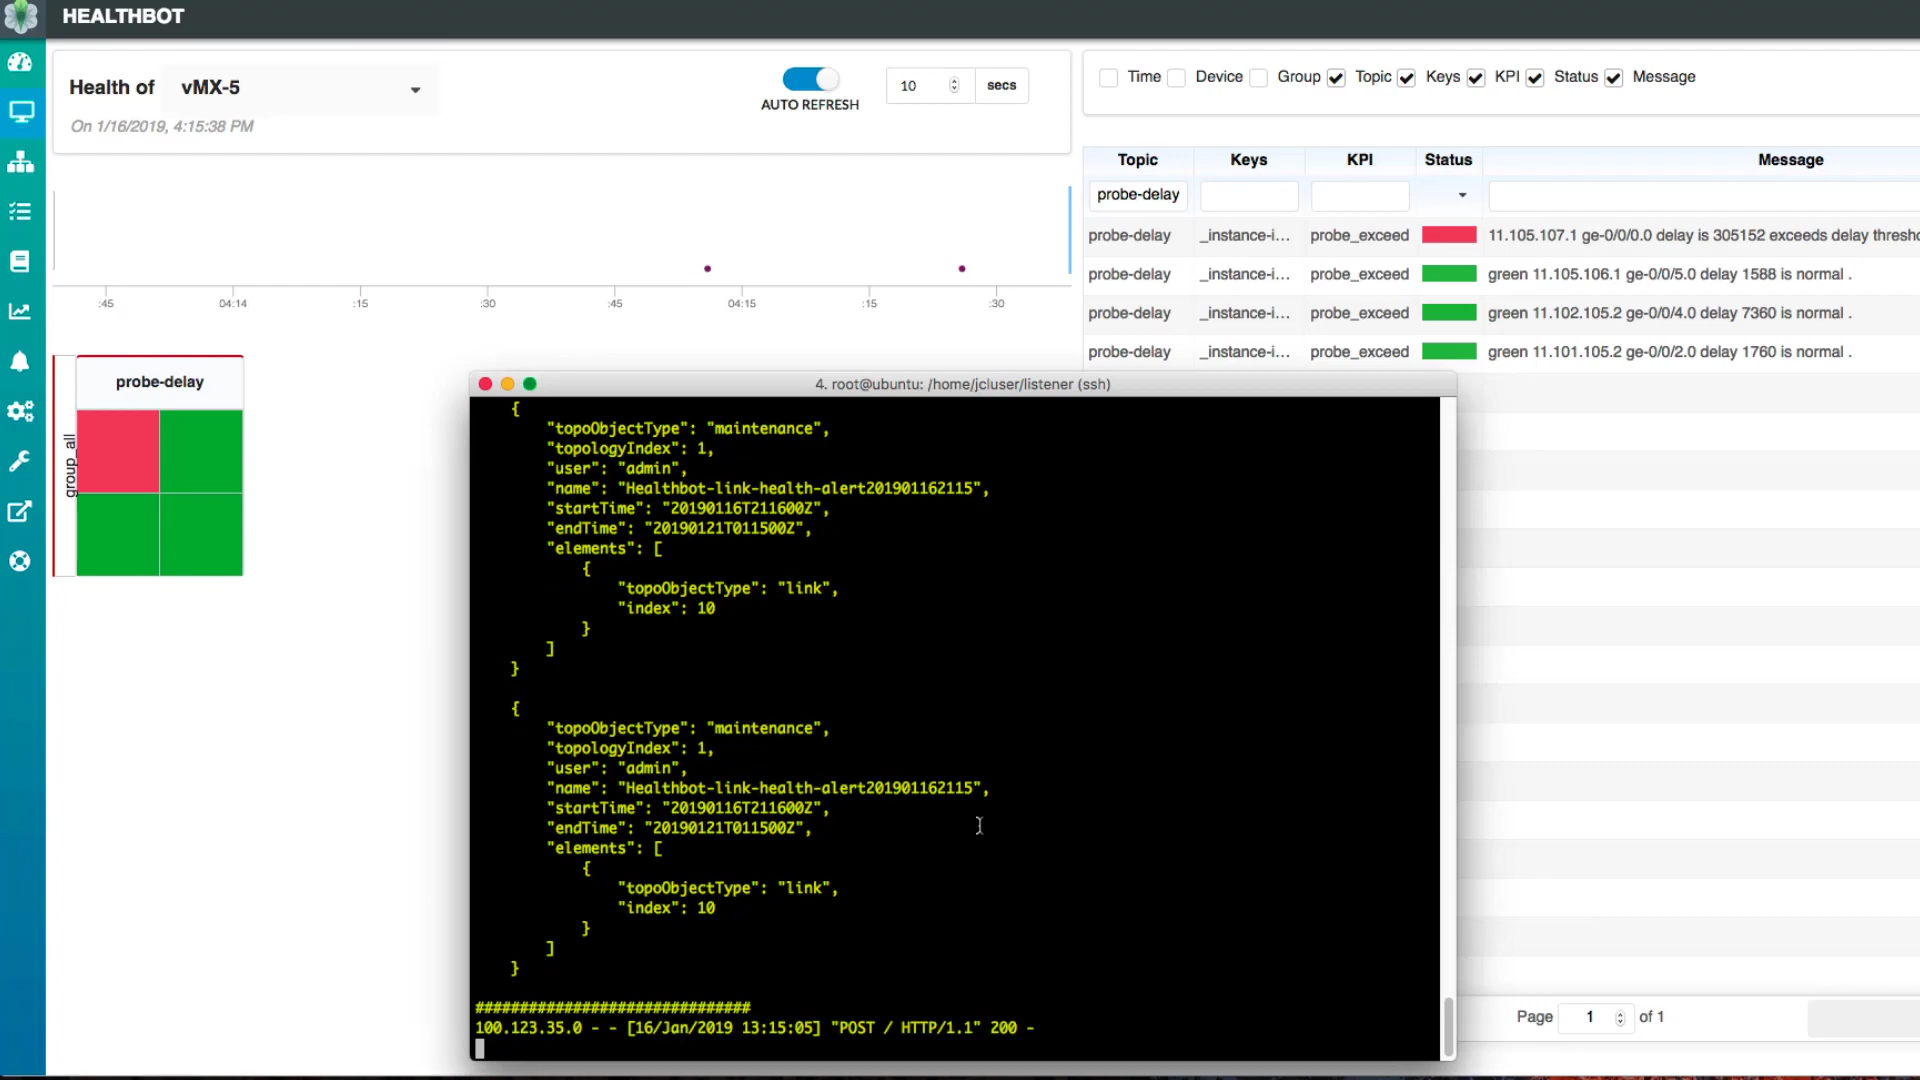 HEALTHBOT
Health of vMX-5
On 1/16/2019, 4:15:38 PM
AUTO REFRESH
10 secs
Time Device Group Topic Keys KPI Status Message
Topic Keys KPI Status Message
probe-delay
probe-delay _instance-i... probe_exceed 11.105.107.1 ge-0/0/0.0 delay is 305152 exceeds delay
probe-delay _instance-i... probe_exceed green 11.105.106.1 ge-0/0/5.0 delay 1588 is normal .
probe-delay _instance-i... probe_exceed green 11.102.105.2 ge-0/0/4.0 delay 7360 is normal .
probe-delay _instance-i... probe_exceed green 11.101.105.2 ge-0/0/2.0 delay 1760 is normal .
:45 04:14 :15 :30 :45 04:15 :15 :30
probe-delay
group_all
4. root@ubuntu: /home/jcluser/listener (ssh)
{
"topoObjectType": "maintenance",
"topologyIndex": 1,
"user": "admin",
"name": "Healthbot-link-health-alert201901162115",
"startTime": "20190116T211600Z",
"endTime": "20190121T011500Z",
"elements": [
{
"topoObjectType": "link",
"index": 10
}
]
}
{
"topoObjectType": "maintenance",
"topologyIndex": 1,
"user": "admin",
"name": "Healthbot-link-health-alert201901162115",
"startTime": "20190116T211600Z",
"endTime": "20190121T011500Z",
"elements": [
{
"topoObjectType": "link",
"index": 10
}
]
}
###############################
100.123.35.0 - - [16/Jan/2019 13:15:05] "POST / HTTP/1.1" 200 -
Page 1 of 1